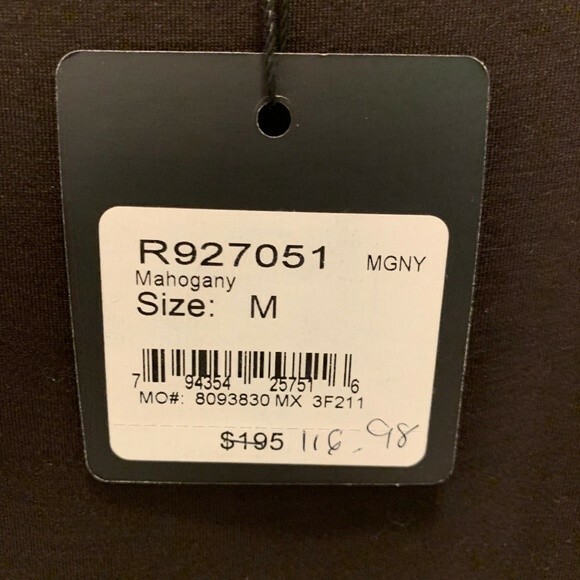 R927051 MGNY
Mahogany
Size: M
7 94354 25751 6
MO#: 8093830 MX 3F211
$195 116.98